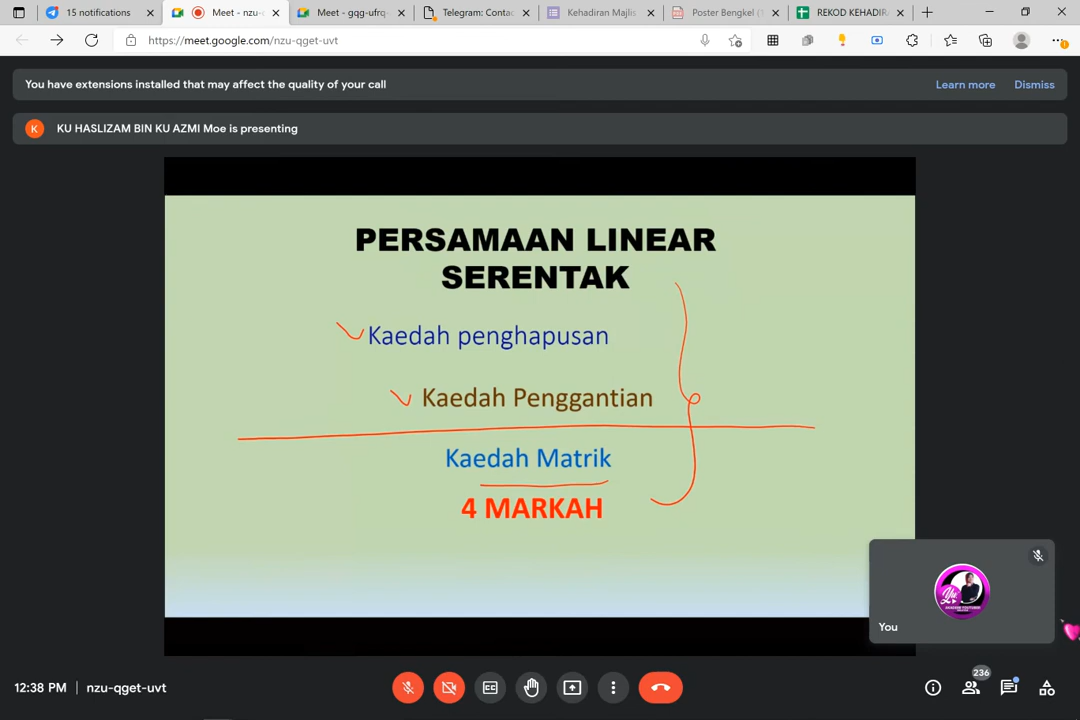 15 notifications
Meet - nzu-
Meet - gqg-ufrq-
Telegram: Conta
Kehadiran Majlis
Poster Bengkel (
REKOD KEHADIR
https://meet.google.com/nzu-qget-uvt
You have extensions installed that may affect the quality of your call
Learn more
Dismiss
K
KU HASLIZAM BIN KU AZMI Moe is presenting
PERSAMAAN LINEAR
SERENTAK
Kaedah penghapusan
Kaedah Penggantian
Kaedah Matrik
4 MARKAH
You
12:38 PM | nzu-qget-uvt
CC
236